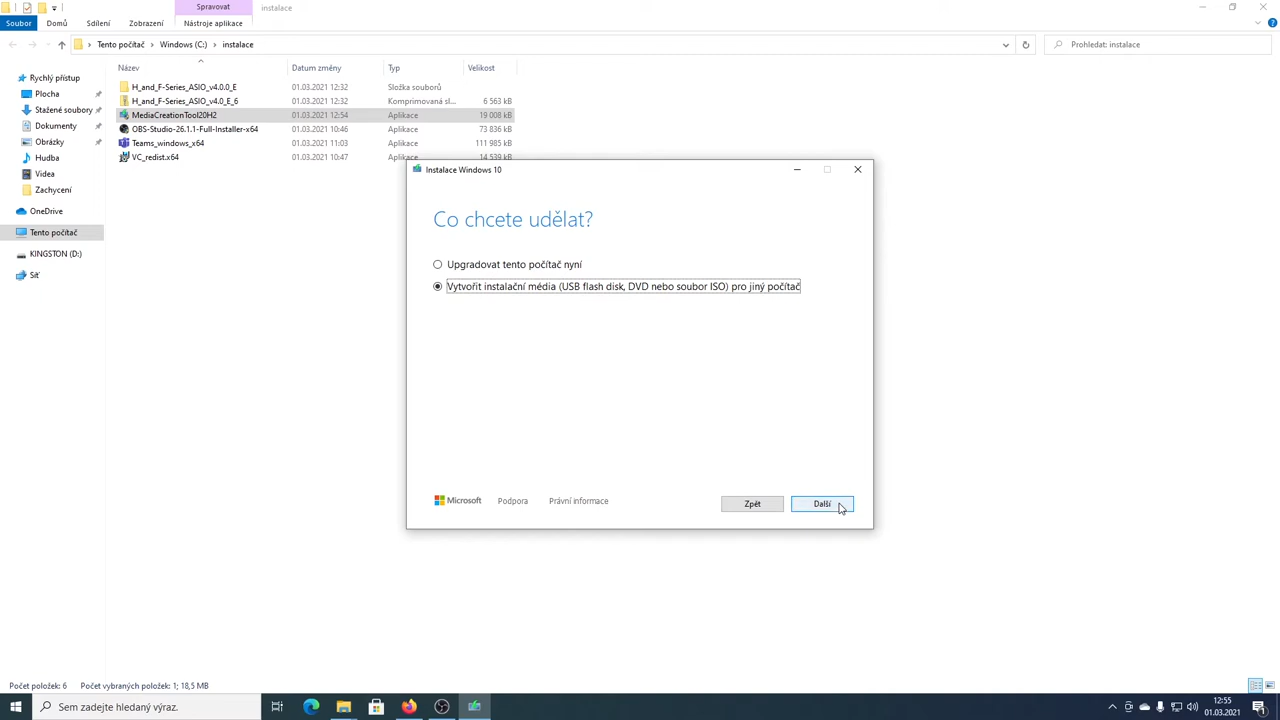 Spravovat
instalace
Soubor
Domů
Sdílení
Zobrazení
Nástroje aplikace
Tento počítač
Windows (C:)
instalace
Prohledat: instalace
Název
Datum změny
Typ
Velikost
Rychlý přístup
Plocha
Stažené soubory
Dokumenty
Obrázky
Hudba
Videa
Zachycení
OneDrive
Tento počítač
KINGSTON (D:)
Síť
H_and_F-Series_ASIO_v4.0.0_E 01.03.2021 12:32 Složka souborů
H_and_F-Series_ASIO_v4.0_E_6 01.03.2021 12:32 Komprimovaná sl... 6 563 kB
MediaCreationTool20H2 01.03.2021 12:54 Aplikace 19 008 kB
OBS-Studio-26.1.1-Full-Installer-x64 01.03.2021 10:46 Aplikace 73 836 kB
Teams_windows_x64 01.03.2021 11:03 Aplikace 111 985 kB
VC_redist.x64 01.03.2021 10:47 Aplikace 14 539 kB
Instalace Windows 10
Co chcete udělat?
Upgradovat tento počítač nyní
Vytvořit instalační média (USB flash disk, DVD nebo soubor ISO) pro jiný počítač
Microsoft
Podpora
Právní informace
Zpět
Další
Počet položek: 6
Počet vybraných položek: 1; 18,5 MB
Sem zadejte hledaný výraz.
12:55
01.03.2021